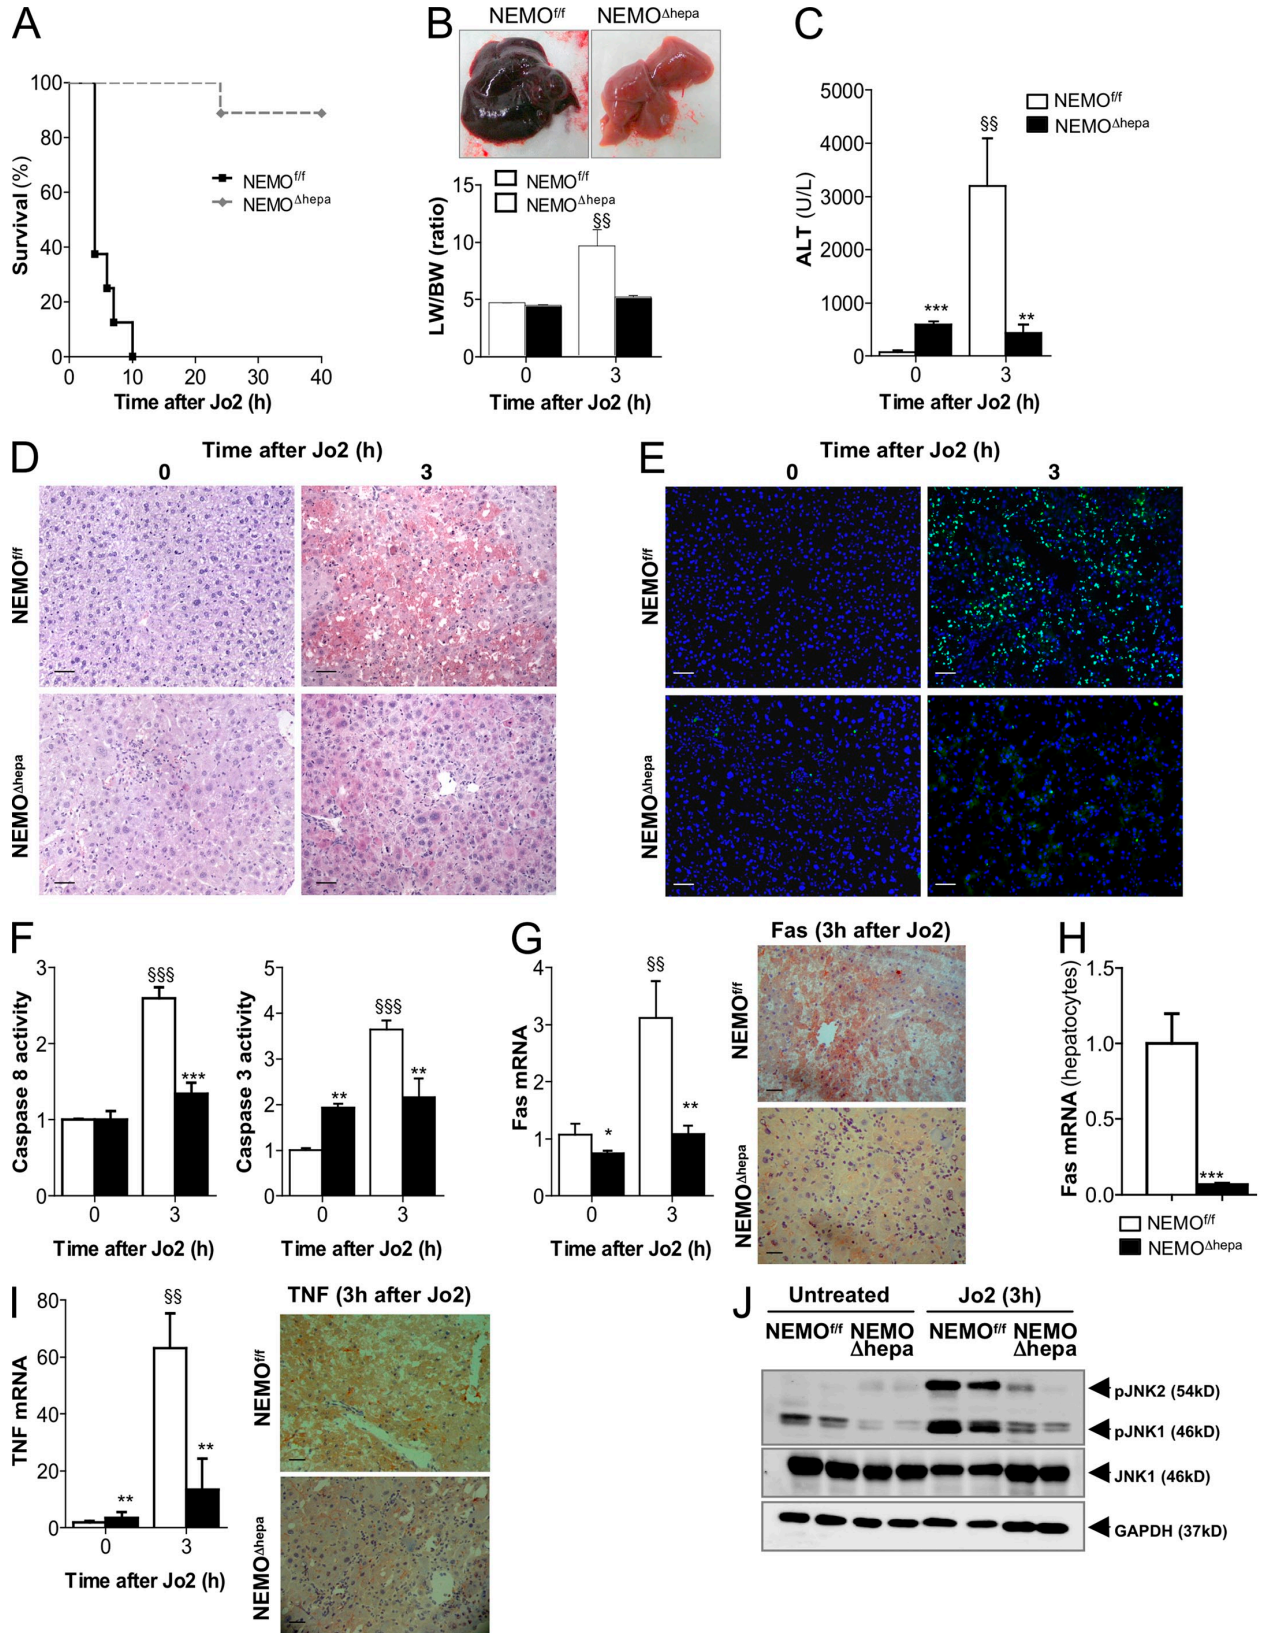 A
Survival (%)
100
80
60
40
20
0
0 10 20 30 40
Time after Jo2 (h)
NEMOf/f
NEMOΔhepa
B
NEMOf/f NEMOΔhepa
NEMOf/f
NEMOΔhepa
LW/BW (ratio)
15
10
5
0
§§
0 3
Time after Jo2 (h)
C
ALT (U/L)
5000
4000
3000
2000
1000
0
NEMOf/f
NEMOΔhepa
***
§§
**
0 3
Time after Jo2 (h)
D
Time after Jo2 (h)
0 3
NEMOf/f
NEMOΔhepa
E
Time after Jo2 (h)
0 3
NEMOf/f
NEMOΔhepa
F
Caspase 8 activity
3
2
1
0
§§§
***
0 3
Time after Jo2 (h)
Caspase 3 activity
5
4
3
2
1
0
**
§§§
**
0 3
Time after Jo2 (h)
G
Fas mRNA
4
3
2
1
0
*
§§
**
0 3
Time after Jo2 (h)
Fas (3h after Jo2)
NEMOf/f
NEMOΔhepa
H
Fas mRNA (hepatocytes)
1.5
1.0
0.5
0.0
***
NEMOf/f
NEMOΔhepa
I
TNF mRNA
80
60
40
20
0
**
§§
**
0 3
Time after Jo2 (h)
TNF (3h after Jo2)
NEMOf/f
NEMOΔhepa
J
Untreated Jo2 (3h)
NEMOf/f NEMO Δhepa NEMOf/f NEMO Δhepa
pJNK2 (54kD)
pJNK1 (46kD)
JNK1 (46kD)
GAPDH (37kD)